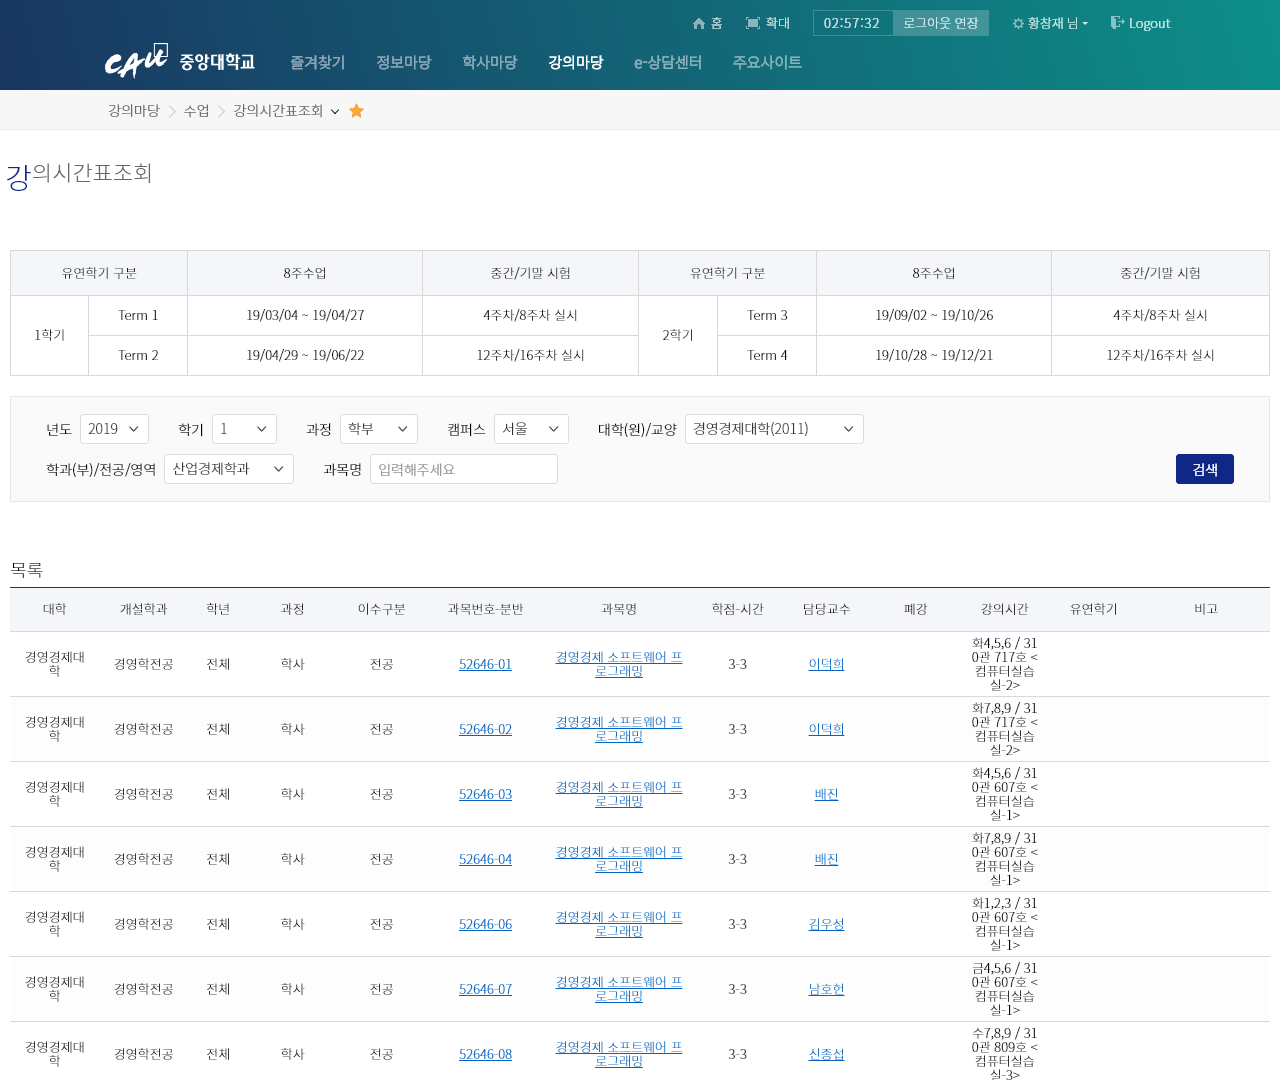 홈 확대 02:57:32 로그아웃 연장 황창재 님 Logout
CAU 중앙대학교 즐겨찾기 정보마당 학사마당 강의마당 e-상담센터 주요사이트
강의마당 수업 강의시간표조회
강의시간표조회
유연학기 구분 8주수업 중간/기말 시험 유연학기 구분 8주수업 중간/기말 시험
1학기 Term 1 19/03/04 ~ 19/04/27 4주차/8주차 실시 2학기 Term 3 19/09/02 ~ 19/10/26 4주차/8주차 실시
Term 2 19/04/29 ~ 19/06/22 12주차/16주차 실시 Term 4 19/10/28 ~ 19/12/21 12주차/16주차 실시
년도 2019 학기 1 과정 학부 캠퍼스 서울 대학(원)/교양 경영경제대학(2011)
학과(부)/전공/영역 산업경제학과 과목명 입력해주세요 검색
목록
대학 개설학과 학년 과정 이수구분 과목번호-분반 과목명 학점-시간 담당교수 폐강 강의시간 유연학기 비고
경영경제대
학
경영학전공 전체 학사 전공 52646-01
경영경제 소프트웨어 프
로그래밍
3-3 이덕희
화4,5,6 / 31
0관 717호 <
컴퓨터실습
실-2>
경영경제대
학
경영학전공 전체 학사 전공 52646-02
경영경제 소프트웨어 프
로그래밍
3-3 이덕희
화7,8,9 / 31
0관 717호 <
컴퓨터실습
실-2>
경영경제대
학
경영학전공 전체 학사 전공 52646-03
경영경제 소프트웨어 프
로그래밍
3-3 배진
화4,5,6 / 31
0관 607호 <
컴퓨터실습
실-1>
경영경제대
학
경영학전공 전체 학사 전공 52646-04
경영경제 소프트웨어 프
로그래밍
3-3 배진
화7,8,9 / 31
0관 607호 <
컴퓨터실습
실-1>
경영경제대
학
경영학전공 전체 학사 전공 52646-06
경영경제 소프트웨어 프
로그래밍
3-3 김우성
화1,2,3 / 31
0관 607호 <
컴퓨터실습
실-1>
경영경제대
학
경영학전공 전체 학사 전공 52646-07
경영경제 소프트웨어 프
로그래밍
3-3 남호헌
금4,5,6 / 31
0관 607호 <
컴퓨터실습
실-1>
경영경제대
학
경영학전공 전체 학사 전공 52646-08
경영경제 소프트웨어 프
로그래밍
3-3 신종섭
수7,8,9 / 31
0관 809호 <
컴퓨터실습
실-3>